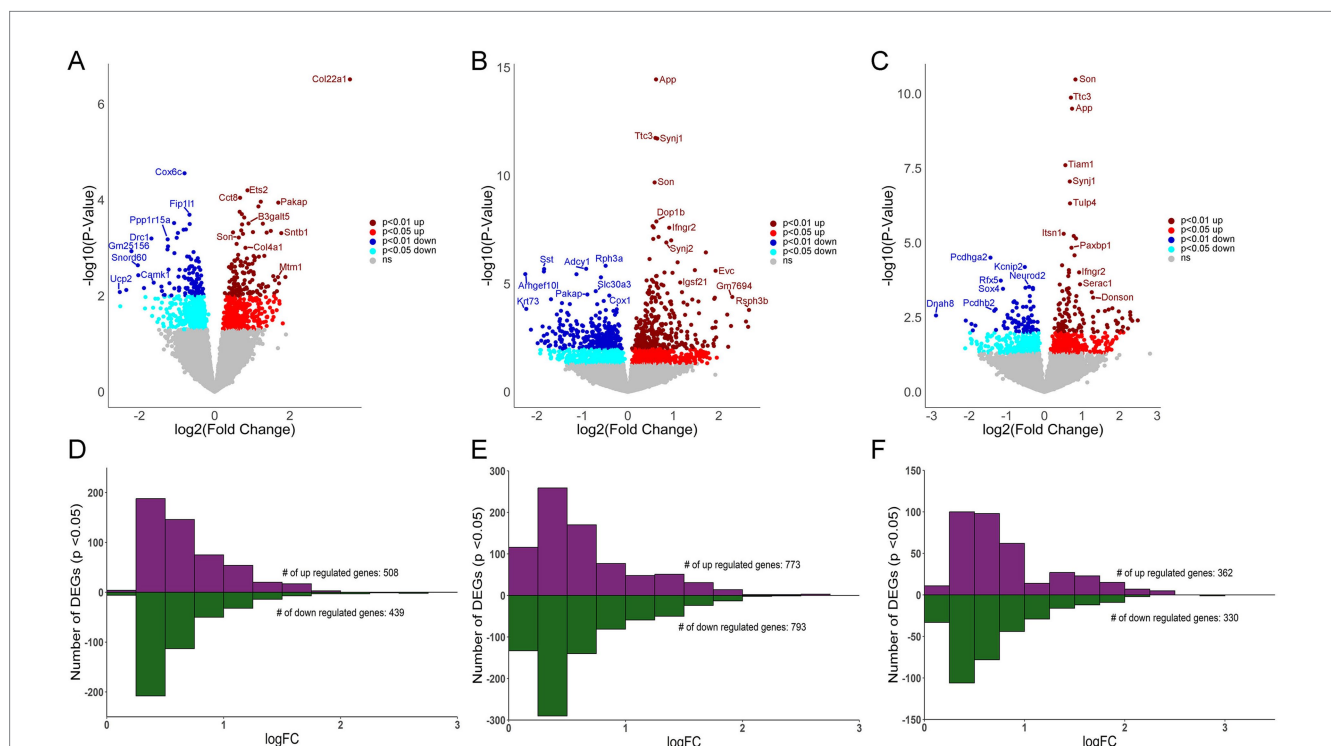 A
-log10(P-Value)
6
4
2
0
-2
0
2
log2(Fold Change)
Col22a1
Cox6c
Ets2
Cct8
Pakap
Fip1l1
Ppp1r15a
B3galt5
Drc1
Son
Sntb1
Gm25156
Col4a1
Snord60
Camk1
Mtm1
Ucp2
p<0.01 up
p<0.05 up
p<0.01 down
p<0.05 down
ns
B
-log10(P-Value)
15
10
5
0
-2
-1
0
1
2
log2(Fold Change)
App
Ttc3
Synj1
Son
Dop1b
Ifngr2
Synj2
Sst
Adcy1
Rph3a
Evc
Arhgef10l
Slc30a3
Igsf21
Pakap
Gm7694
Krt73
Cox1
Rsph3b
p<0.01 up
p<0.05 up
p<0.01 down
p<0.05 down
ns
C
-log10(P-Value)
10.0
7.5
5.0
2.5
0.0
-3
-2
-1
0
1
2
3
log2(Fold Change)
Son
Ttc3
App
Tiam1
Synj1
Tulp4
Itsn1
Paxbp1
Pcdhga2
Kcnip2
Ifngr2
Rfx5
Neurod2
Serac1
Sox4
Donson
Dnah8
Pcdhb2
p<0.01 up
p<0.05 up
p<0.01 down
p<0.05 down
ns
D
Number of DEGs (p <0.05)
200
100
0
-100
-200
# of up regulated genes: 508
# of down regulated genes: 439
0
1
2
3
logFC
E
Number of DEGs (p <0.05)
300
200
100
0
-100
-200
-300
# of up regulated genes: 773
# of down regulated genes: 793
0
1
2
3
logFC
F
Number of DEGs (p <0.05)
150
100
50
0
-50
-100
-150
# of up regulated genes: 362
# of down regulated genes: 330
0
1
2
3
logFC